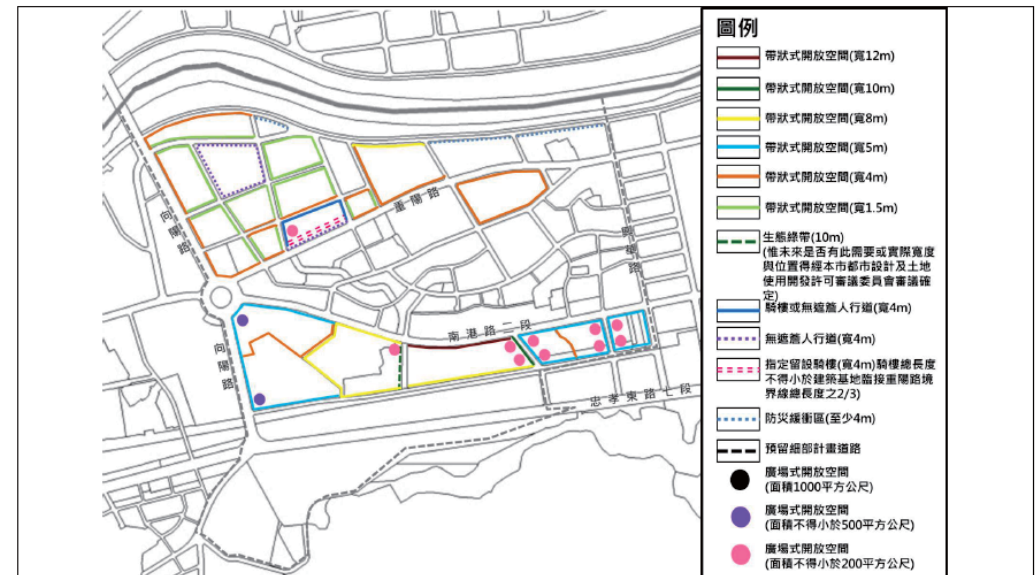 圖例
帶狀式開放空間(寬12m)
帶狀式開放空間(寬10m)
帶狀式開放空間(寬8m)
帶狀式開放空間(寬5m)
帶狀式開放空間(寬4m)
帶狀式開放空間(寬1.5m)
生態綠帶(10m)
(惟未來是否有此需要或實際寬度
與位置得經本市都市設計及土地
使用開發許可審議委員會審議確
定)
騎樓或無遮簷人行道(寬4m)
無遮簷人行道(寬4m)
指定留設騎樓(寬4m)騎樓總長度
不得小於建築基地臨接重陽路境
界線總長度之2/3)
防災緩衝區(至少4m)
預留細部計畫道路
廣場式開放空間
(面積1000平方公尺)
廣場式開放空間
(面積不得小於500平方公尺)
廣場式開放空間
(面積不得小於200平方公尺)
向陽路
重陽路
向陽路
南港路二段
忠孝東路七段